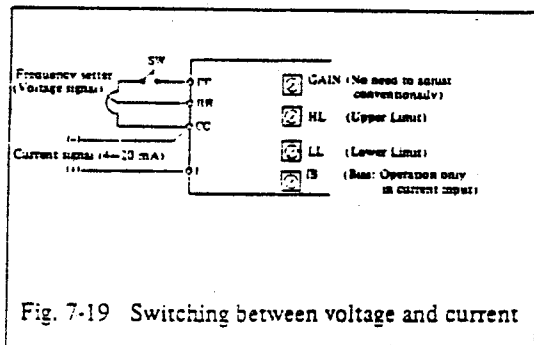 SW
Frequency setter
(Voltage signal)
CC
(-)
Current signal (4-20 mA)
(+)
I
GAIN (No need to adjust
conventionally)
HL (Upper Limit)
LL (Lower Limit)
IB (Bias: Operation only
in current input)
Fig. 7-19 Switching between voltage and current